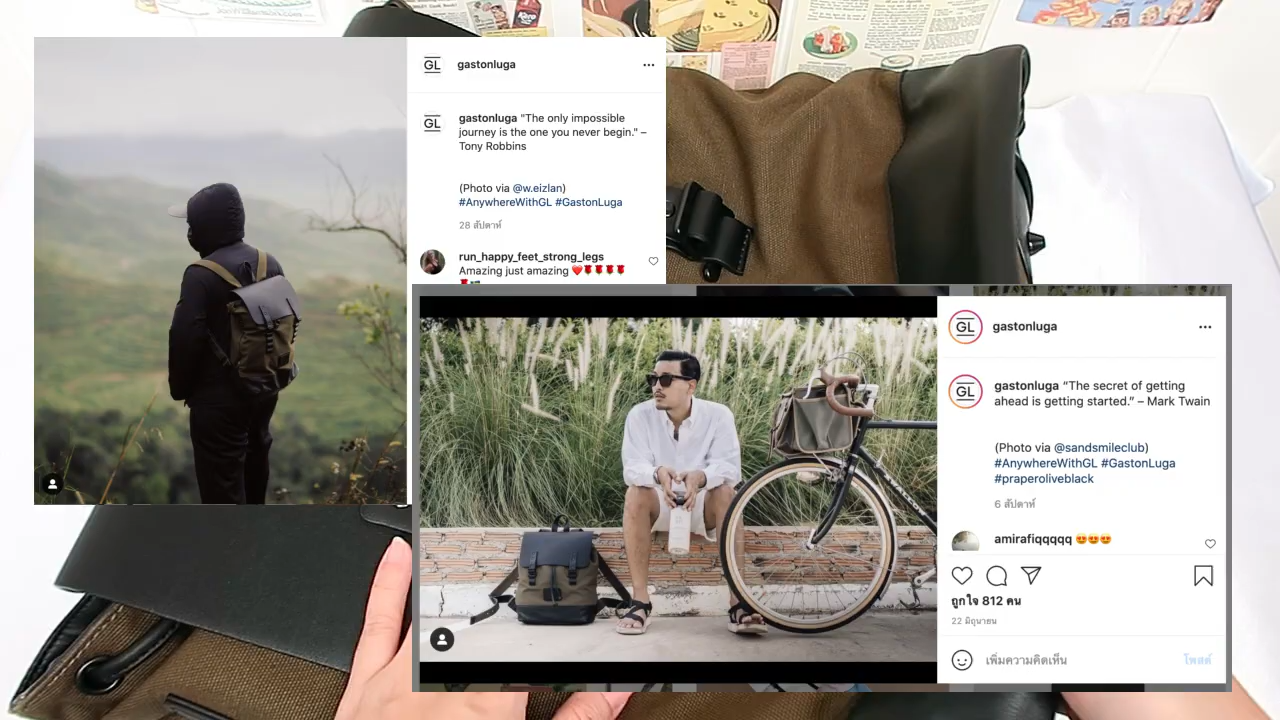 GL
gastonluga
GL
gastonluga "The only impossible
journey is the one you never begin." –
Tony Robbins
(Photo via @w.eizlan)
#AnywhereWithGL #GastonLuga
28 สัปดาห์
run_happy_feet_strong_legs
Amazing just amazing ❤️🌹🌹🌹🌹
GL
gastonluga
GL
gastonluga “The secret of getting
ahead is getting started.” – Mark Twain
(Photo via @sandsmileclub)
#AnywhereWithGL #GastonLuga
#praperoliveblack
6 สัปดาห์
amirafiqqqqq 😍😍😍
ถูกใจ 812 คน
22 มิถุนายน
เพิ่มความคิดเห็น
โพสต์